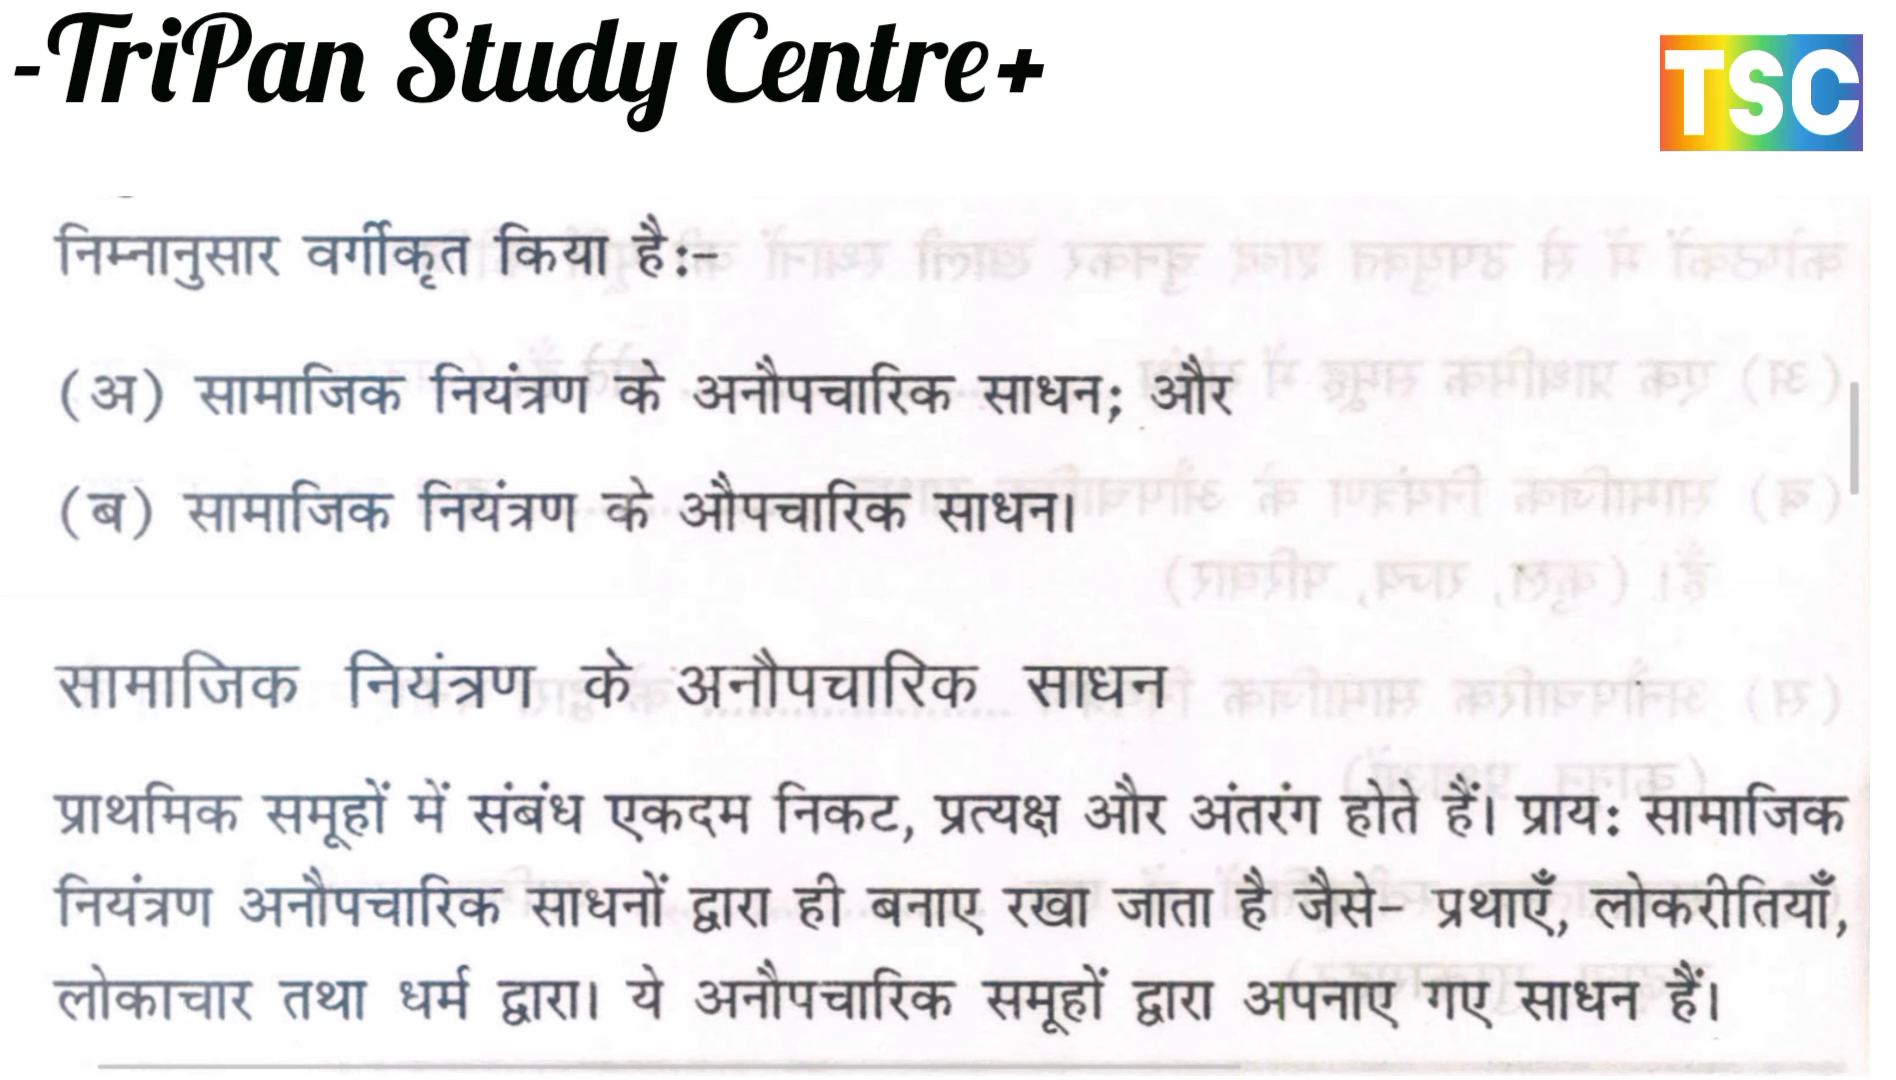 -TriPan Study Centre+
TSC
निम्नानुसार वर्गीकृत किया है:-
(अ) सामाजिक नियंत्रण के अनौपचारिक साधन; और
(ब) सामाजिक नियंत्रण के औपचारिक साधन।
सामाजिक नियंत्रण के अनौपचारिक साधन
प्राथमिक समूहों में संबंध एकदम निकट, प्रत्यक्ष और अंतरंग होते हैं। प्राय: सामाजिक
नियंत्रण अनौपचारिक साधनों द्वारा ही बनाए रखा जाता है जैसे- प्रथाएँ, लोकरीतियाँ,
लोकाचार तथा धर्म द्वारा। ये अनौपचारिक समूहों द्वारा अपनाए गए साधन हैं।